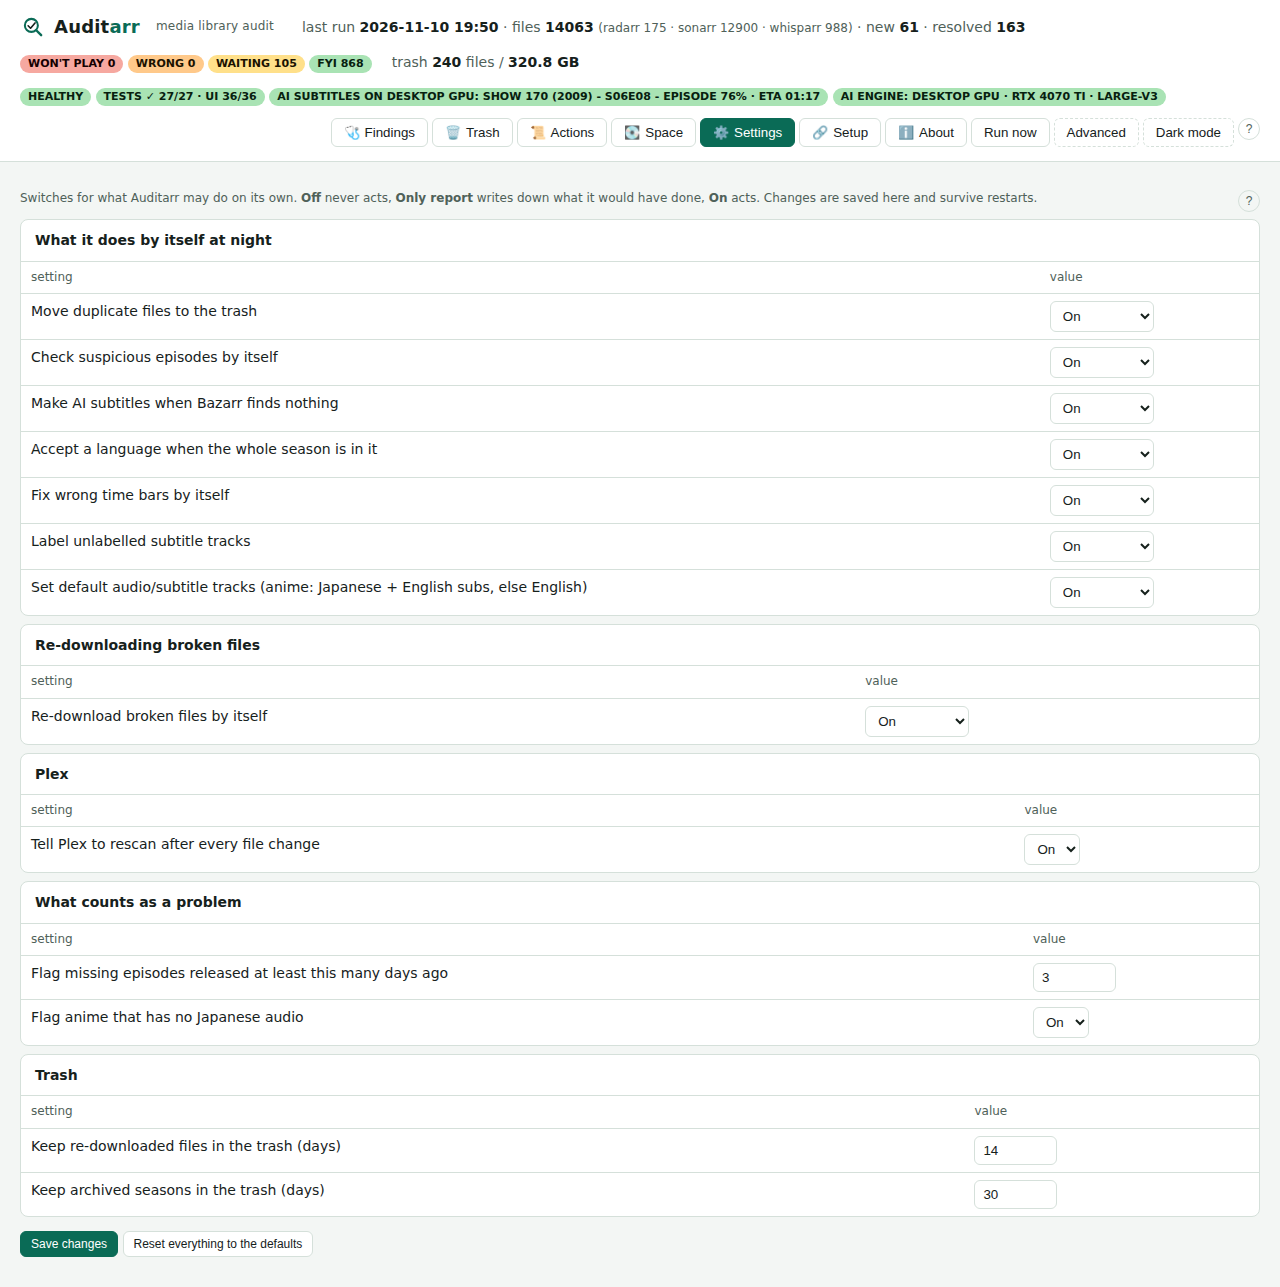 Auditarr media library audit last run 2026-11-10 19:50 · files 14063 (radarr 175 · sonarr 12900 · whisparr 988) · new 61 · resolved 163
WON'T PLAY 0 WRONG 0 WAITING 105 FYI 868 trash 240 files / 320.8 GB
HEALTHY TESTS ✓ 27/27 · UI 36/36 AI SUBTITLES ON DESKTOP GPU: SHOW 170 (2009) - S06E08 - EPISODE 76% · ETA 01:17 AI ENGINE: DESKTOP GPU · RTX 4070 TI · LARGE-V3
🩺 Findings 🗑️ Trash 📜 Actions 💽 Space ⚙️ Settings 🔗 Setup ℹ️ About Run now Advanced Dark mode ?
Switches for what Auditarr may do on its own. Off never acts, Only report writes down what it would have done, On acts. Changes are saved here and survive restarts. ?
What it does by itself at night
setting value
Move duplicate files to the trash On
Check suspicious episodes by itself On
Make AI subtitles when Bazarr finds nothing On
Accept a language when the whole season is in it On
Fix wrong time bars by itself On
Label unlabelled subtitle tracks On
Set default audio/subtitle tracks (anime: Japanese + English subs, else English) On
Re-downloading broken files
setting value
Re-download broken files by itself On
Plex
setting value
Tell Plex to rescan after every file change On
What counts as a problem
setting value
Flag missing episodes released at least this many days ago 3
Flag anime that has no Japanese audio On
Trash
setting value
Keep re-downloaded files in the trash (days) 14
Keep archived seasons in the trash (days) 30
Save changes Reset everything to the defaults